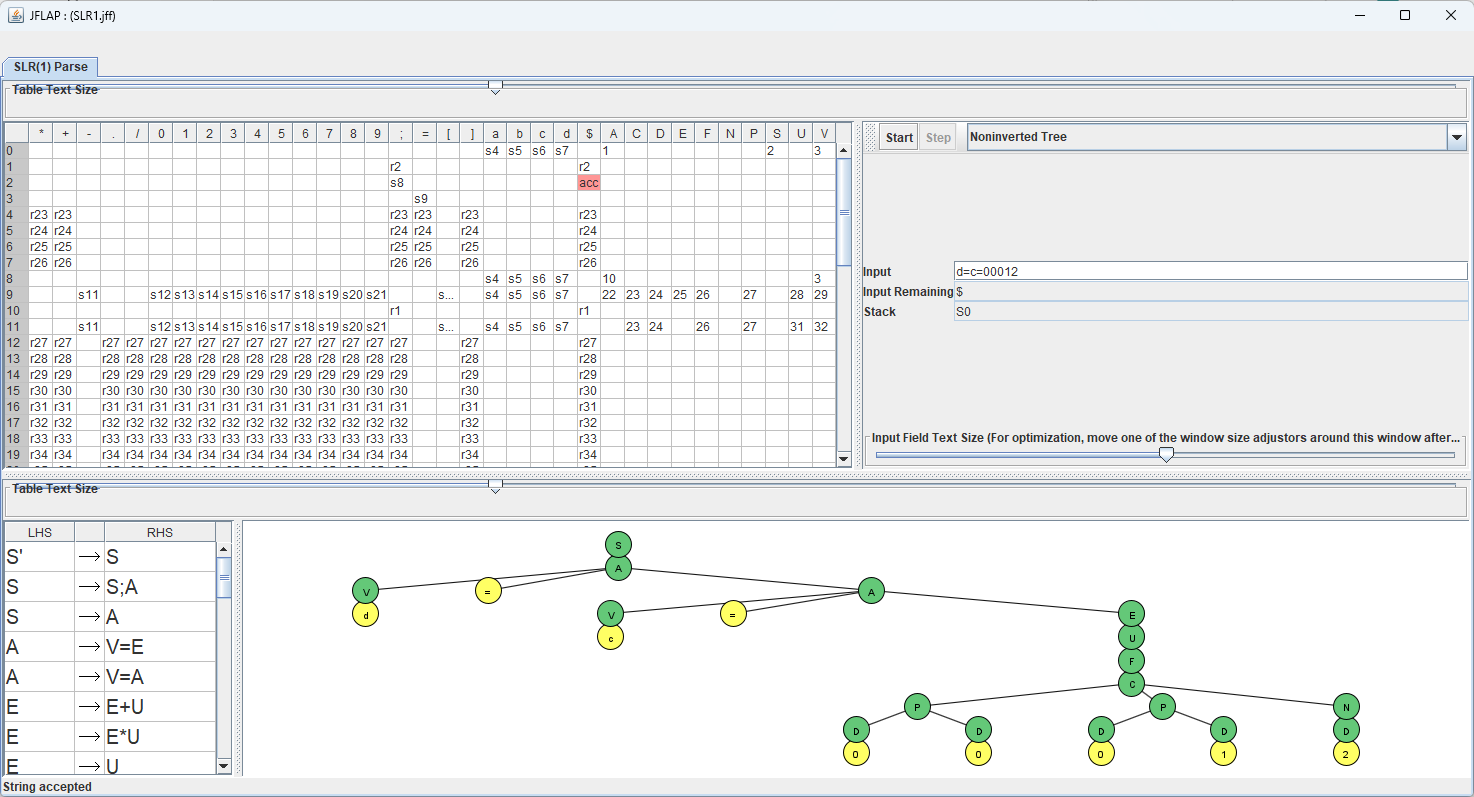 JFLAP : (SLR1.jff)
SLR(1) Parse
Table Text Size
* + - . / 0 1 2 3 4 5 6 7 8 9 ; = [ ] a b c d $ A C D E F N P S U V
0 s4 s5 s6 s7 1 2 3
1 r2 r2
2 s8 acc
3 s9
4 r23 r23 r23 r23 r23 r23
5 r24 r24 r24 r24 r24 r24
6 r25 r25 r25 r25 r25 r25
7 r26 r26 r26 r26 r26 r26
8 s4 s5 s6 s7 10 3
9 s11 s12 s13 s14 s15 s16 s17 s18 s19 s20 s21 s... s4 s5 s6 s7 22 23 24 25 26 27 28 29
10 r1 r1
11 s11 s12 s13 s14 s15 s16 s17 s18 s19 s20 s21 s... s4 s5 s6 s7 23 24 26 27 31 32
12 r27 r27 r27 r27 r27 r27 r27 r27 r27 r27 r27 r27 r27 r27 r27 r27 r27
13 r28 r28 r28 r28 r28 r28 r28 r28 r28 r28 r28 r28 r28 r28 r28 r28 r28
14 r29 r29 r29 r29 r29 r29 r29 r29 r29 r29 r29 r29 r29 r29 r29 r29 r29
15 r30 r30 r30 r30 r30 r30 r30 r30 r30 r30 r30 r30 r30 r30 r30 r30 r30
16 r31 r31 r31 r31 r31 r31 r31 r31 r31 r31 r31 r31 r31 r31 r31 r31 r31
17 r32 r32 r32 r32 r32 r32 r32 r32 r32 r32 r32 r32 r32 r32 r32 r32 r32
18 r33 r33 r33 r33 r33 r33 r33 r33 r33 r33 r33 r33 r33 r33 r33 r33 r33
19 r34 r34 r34 r34 r34 r34 r34 r34 r34 r34 r34 r34 r34 r34 r34 r34 r34
Start Step Noninverted Tree
Input d=c=00012
Input Remaining $
Stack S0
Input Field Text Size (For optimization, move one of the window size adjustors around this window after...
Table Text Size
LHS RHS
S' → S
S → S;A
S → A
A → V=E
A → V=A
E → E+U
E → E*U
E → U
S
A
V = A
d V = E
c U
F
C
P P N
D D D D D
0 0 0 1 2
String accepted